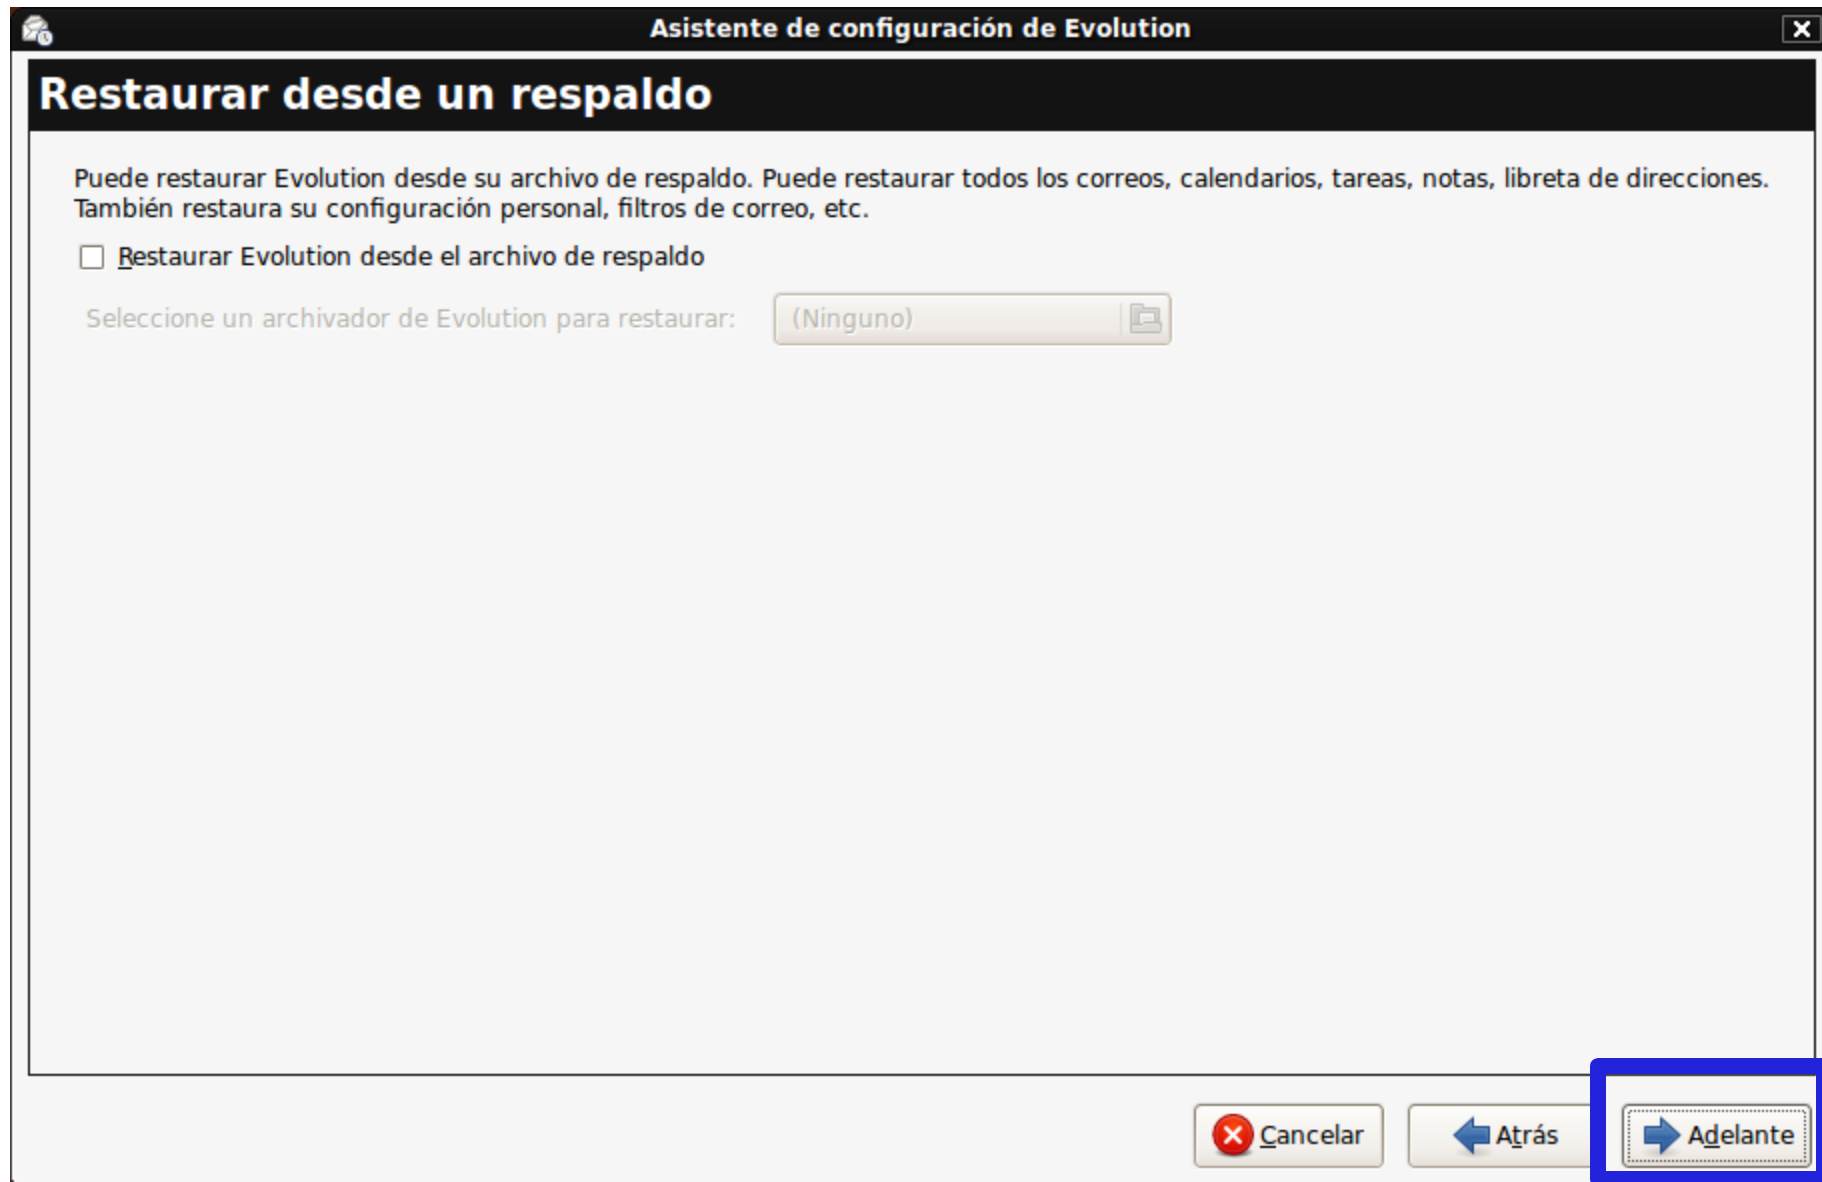 Asistente de configuración de Evolution
Restaurar desde un respaldo
Puede restaurar Evolution desde su archivo de respaldo. Puede restaurar todos los correos, calendarios, tareas, notas, libreta de direcciones.
También restaura su configuración personal, filtros de correo, etc.
Restaurar Evolution desde el archivo de respaldo
Seleccione un archivador de Evolution para restaurar: (Ninguno)
Cancelar Atrás Adelante